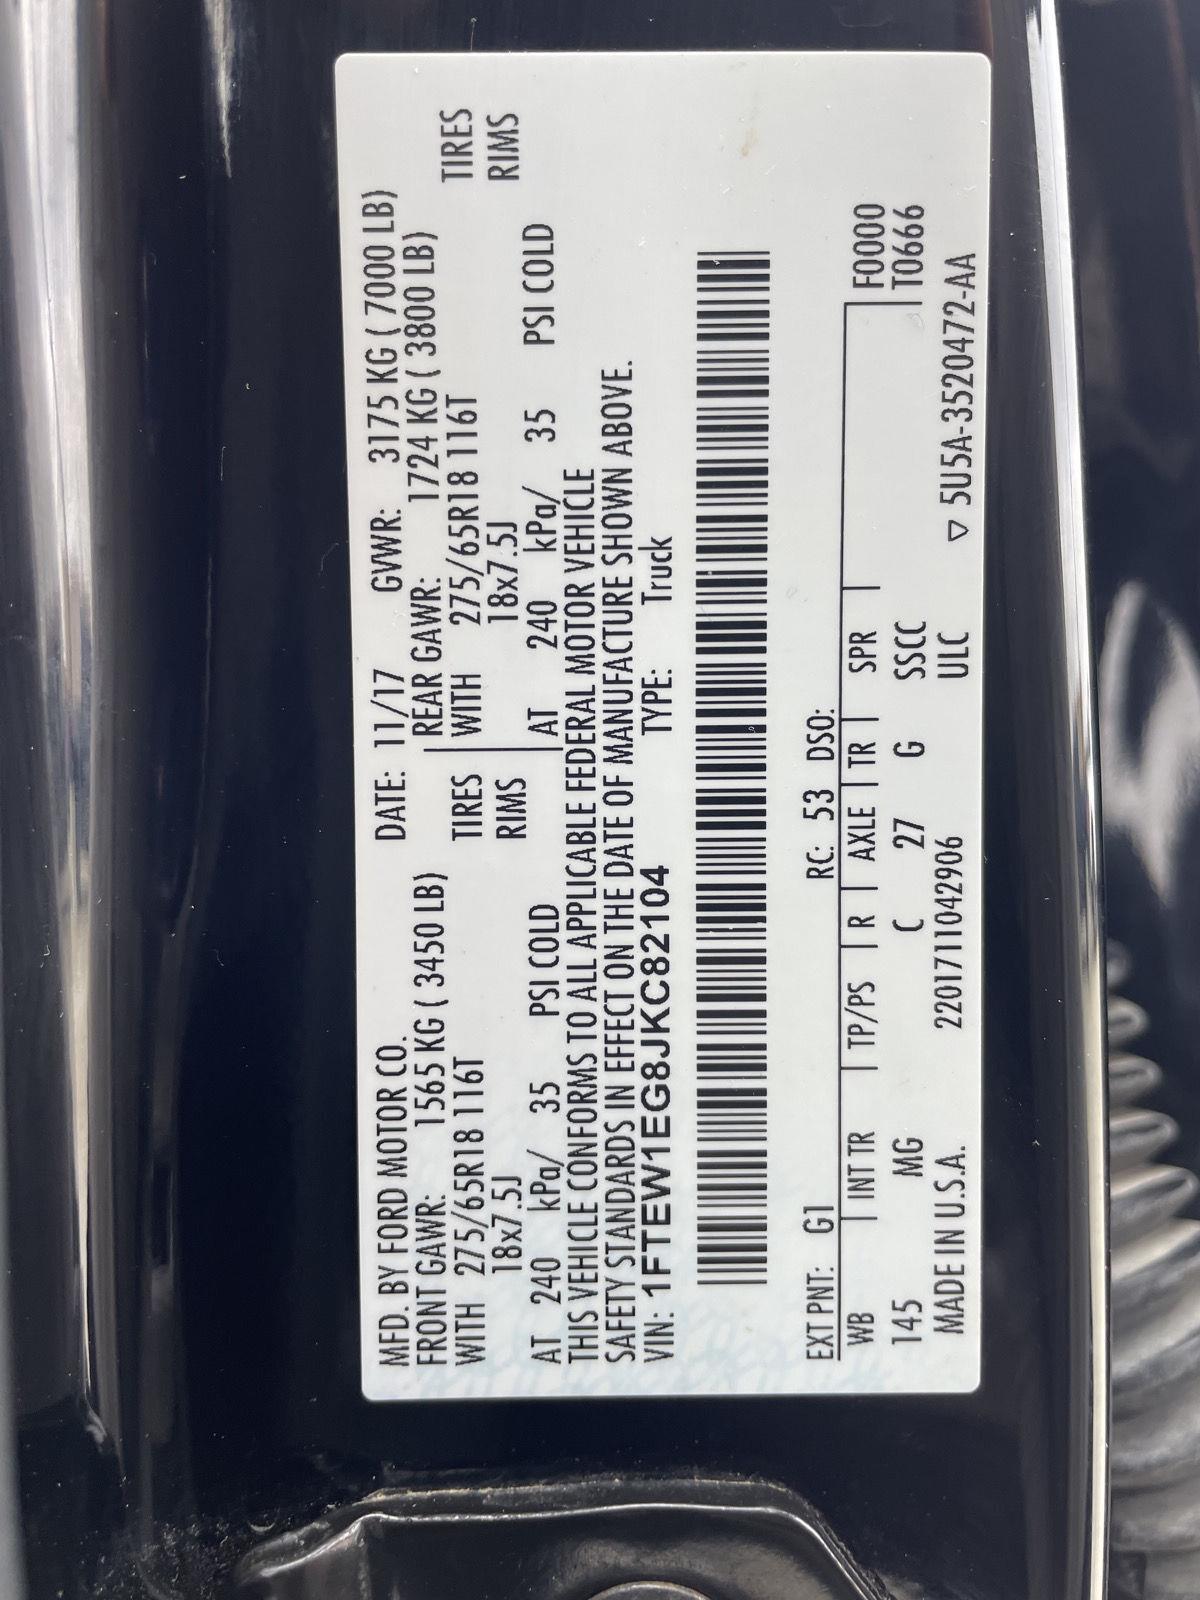 MFD. BY FORD MOTOR CO. DATE: 11/17 GVWR: 3175 KG ( 7000 LB)
FRONT GAWR: 1565 KG ( 3450 LB) REAR GAWR: 1724 KG ( 3800 LB)
WITH 275/65R18 116T TIRES WITH 275/65R18 116T TIRES
18x7.5J RIMS 18x7.5J RIMS
AT 240 kPa/ 35 PSI COLD AT 240 kPa/ 35 PSI COLD
THIS VEHICLE CONFORMS TO ALL APPLICABLE FEDERAL MOTOR VEHICLE
SAFETY STANDARDS IN EFFECT ON THE DATE OF MANUFACTURE SHOWN ABOVE.
VIN: 1FTEW1EG8JKC82104 TYPE: Truck
EXT PNT: G1 RC: 53 DSO:
WB INT TR TP/PS R AXLE TR SPR F0000
145 MG C 27 G SSCC T0666
MADE IN U.S.A. 2201711042906 ULC ▽ 5U5A-3520472-AA